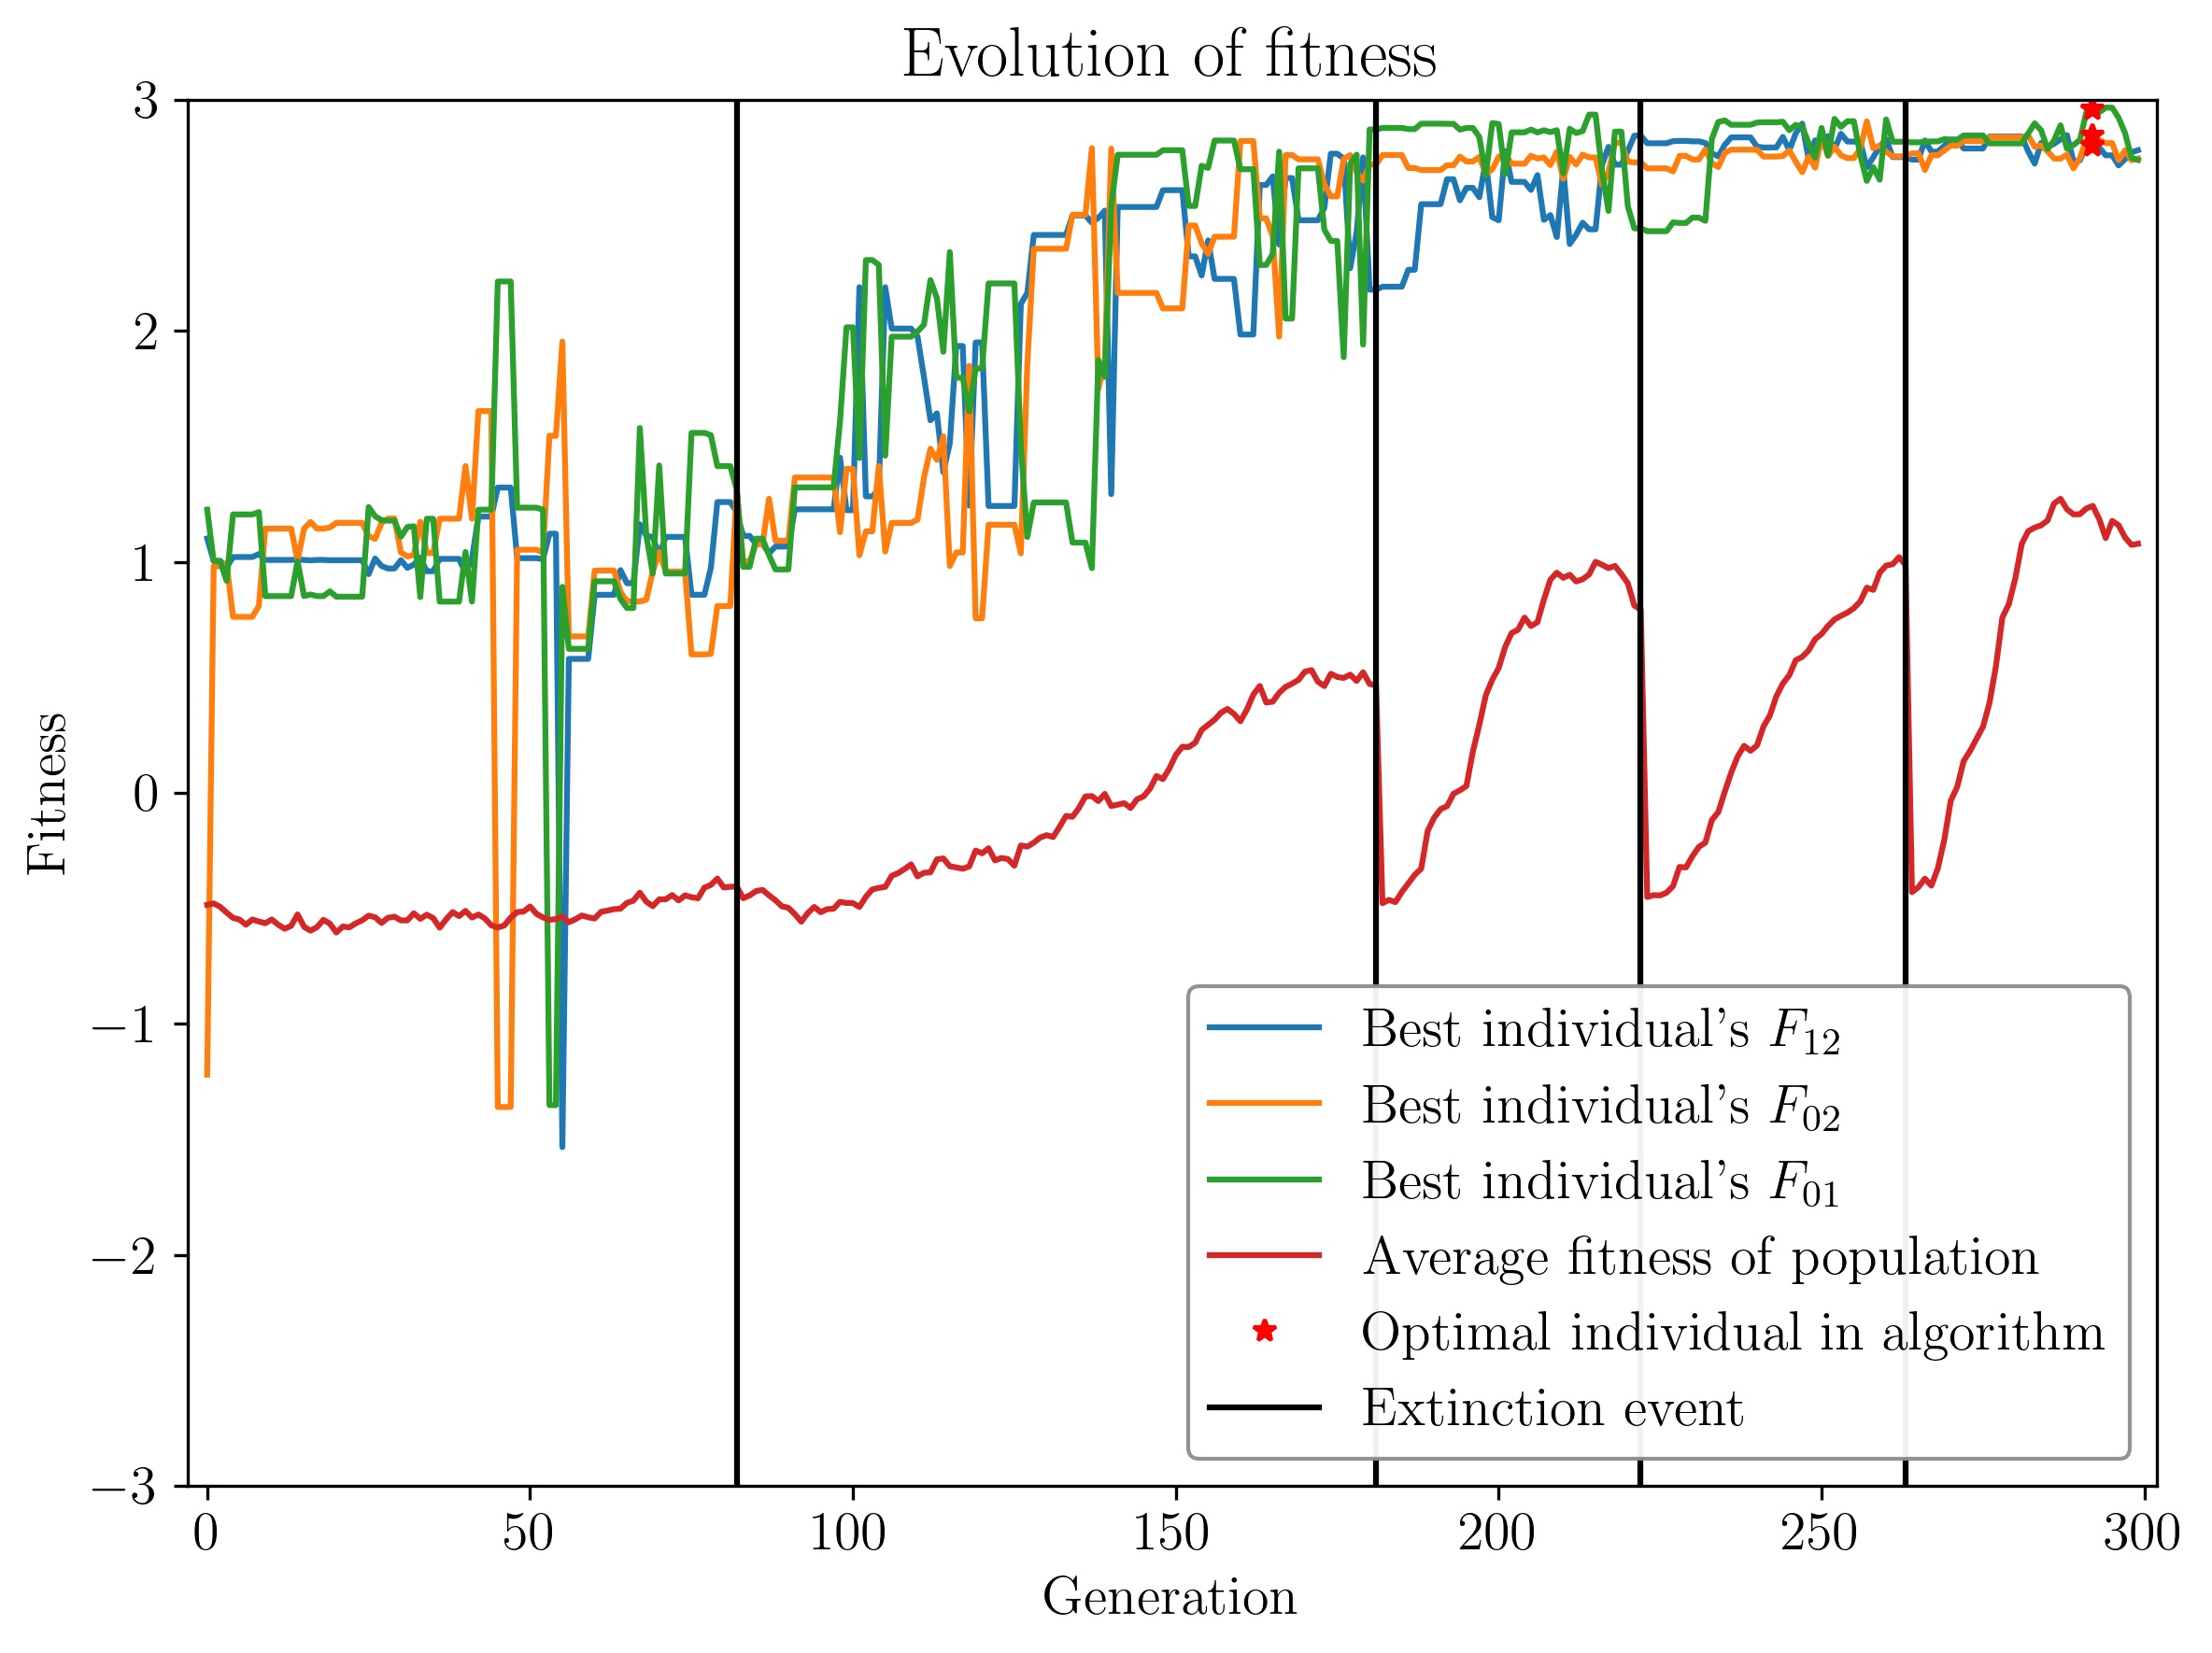 Evolution of fitness
3
2
1
0
−1
−2
−3
Fitness
Best individual's F12
Best individual's F02
Best individual's F01
Average fitness of population
Optimal individual in algorithm
Extinction event
0 50 100 150 200 250 300
Generation